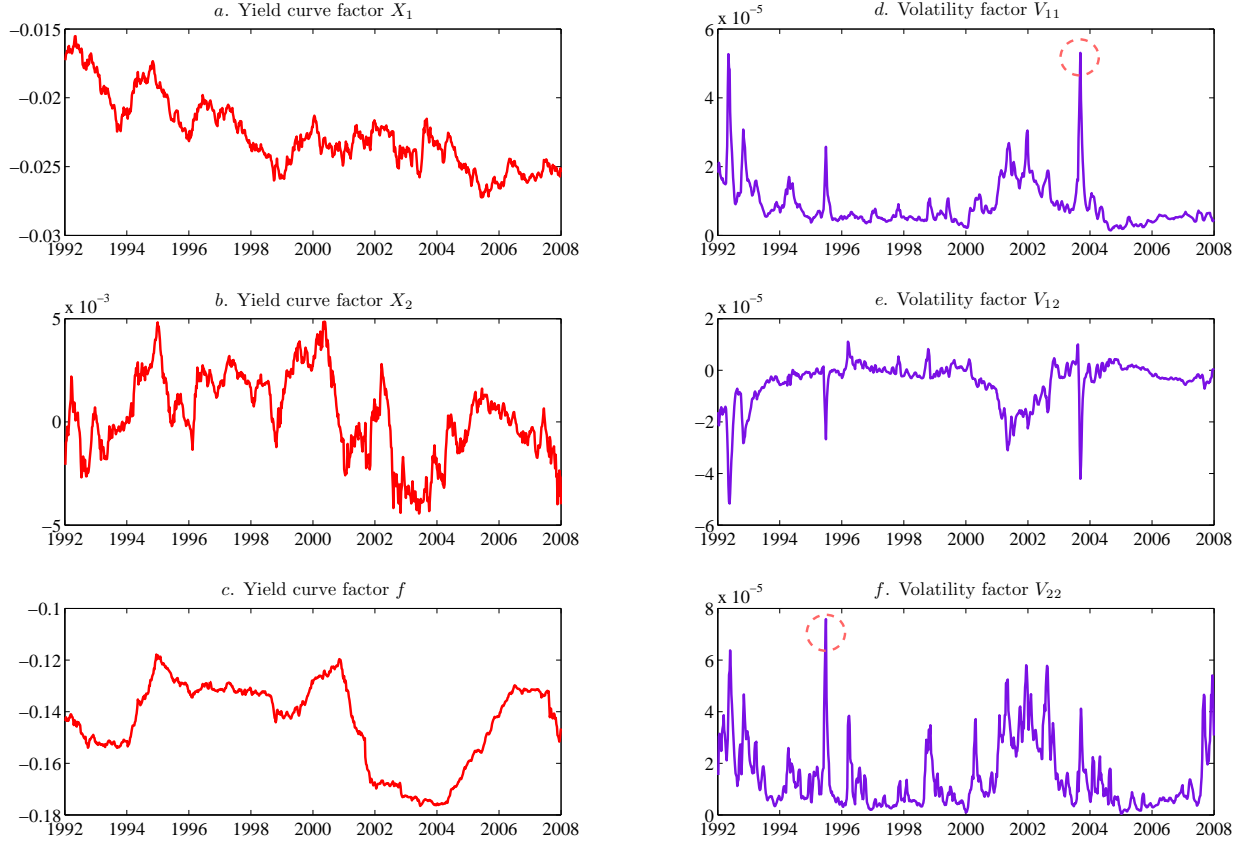 a. Yield curve factor X₁
−0.015
−0.02
−0.025
−0.03
1992 1994 1996 1998 2000 2002 2004 2006 2008
b. Yield curve factor X₂
x 10⁻³
5
0
−5
1992 1994 1996 1998 2000 2002 2004 2006 2008
c. Yield curve factor f
−0.1
−0.12
−0.14
−0.16
−0.18
1992 1994 1996 1998 2000 2002 2004 2006 2008
d. Volatility factor V₁₁
x 10⁻⁵
6
4
2
0
1992 1994 1996 1998 2000 2002 2004 2006 2008
e. Volatility factor V₁₂
x 10⁻⁵
2
0
−2
−4
−6
1992 1994 1996 1998 2000 2002 2004 2006 2008
f. Volatility factor V₂₂
x 10⁻⁵
8
6
4
2
0
1992 1994 1996 1998 2000 2002 2004 2006 2008